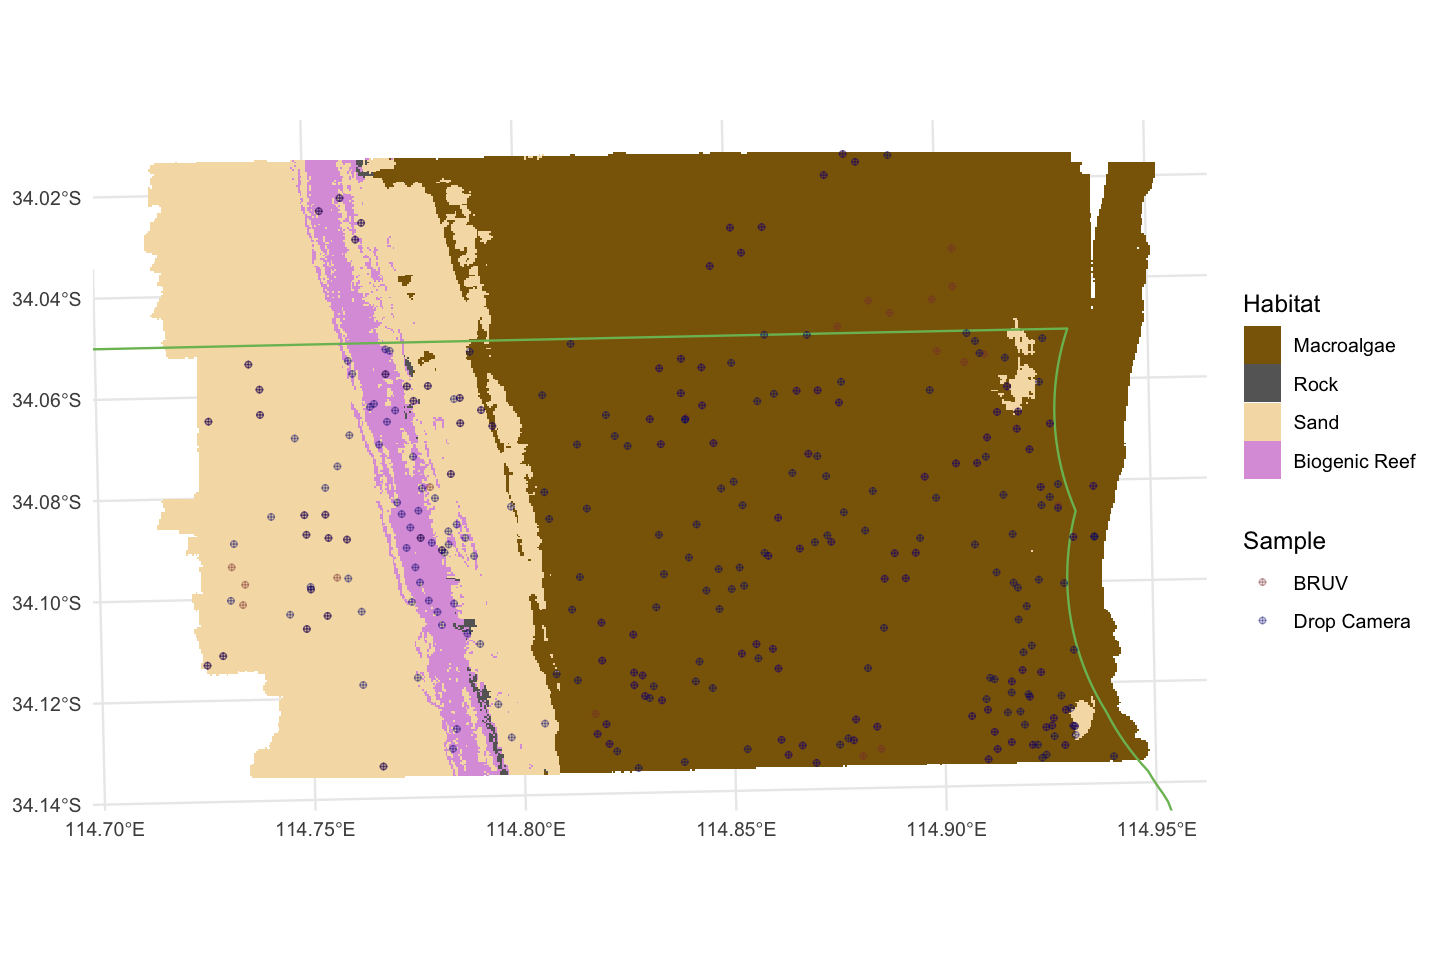 34.02°S
34.04°S
34.06°S
34.08°S
34.10°S
34.12°S
34.14°S
114.70°E
114.75°E
114.80°E
114.85°E
114.90°E
114.95°E
Habitat
Macroalgae
Rock
Sand
Biogenic Reef
Sample
BRUV
Drop Camera